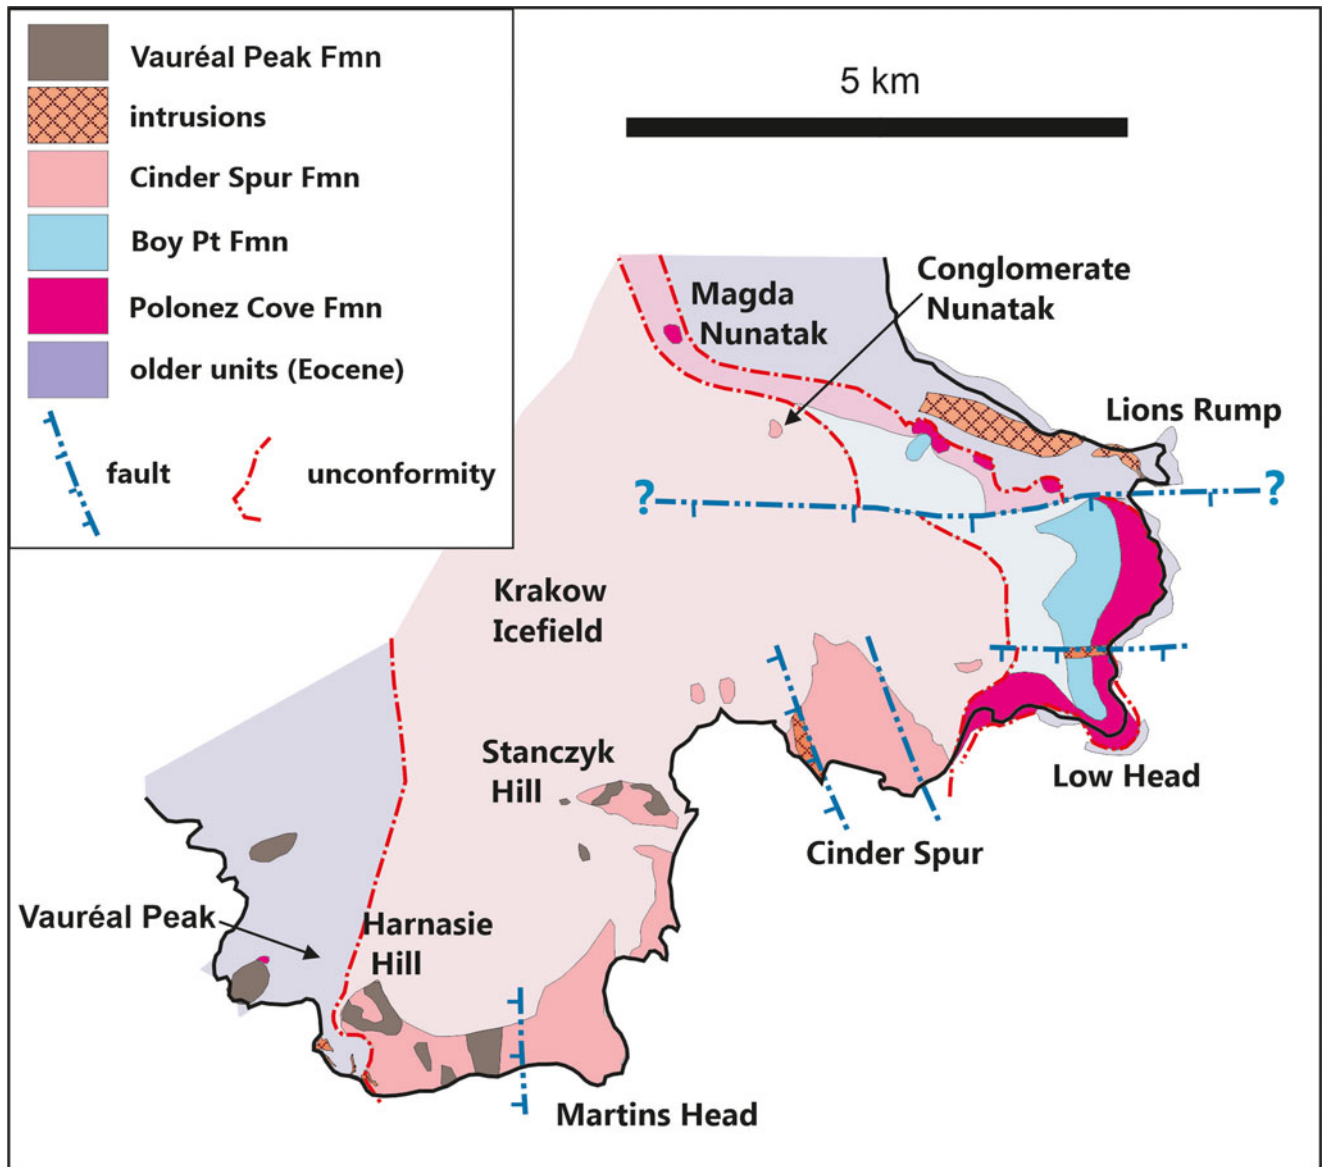 Vauréal Peak Fmn
intrusions
Cinder Spur Fmn
Boy Pt Fmn
Polonez Cove Fmn
older units (Eocene)
fault
unconformity
5 km
Conglomerate
Nunatak
Magda
Nunatak
Lions Rump
?
?
Krakow
Icefield
Stanczyk
Hill
Low Head
Cinder Spur
Vauréal Peak
Harnasie
Hill
Martins Head